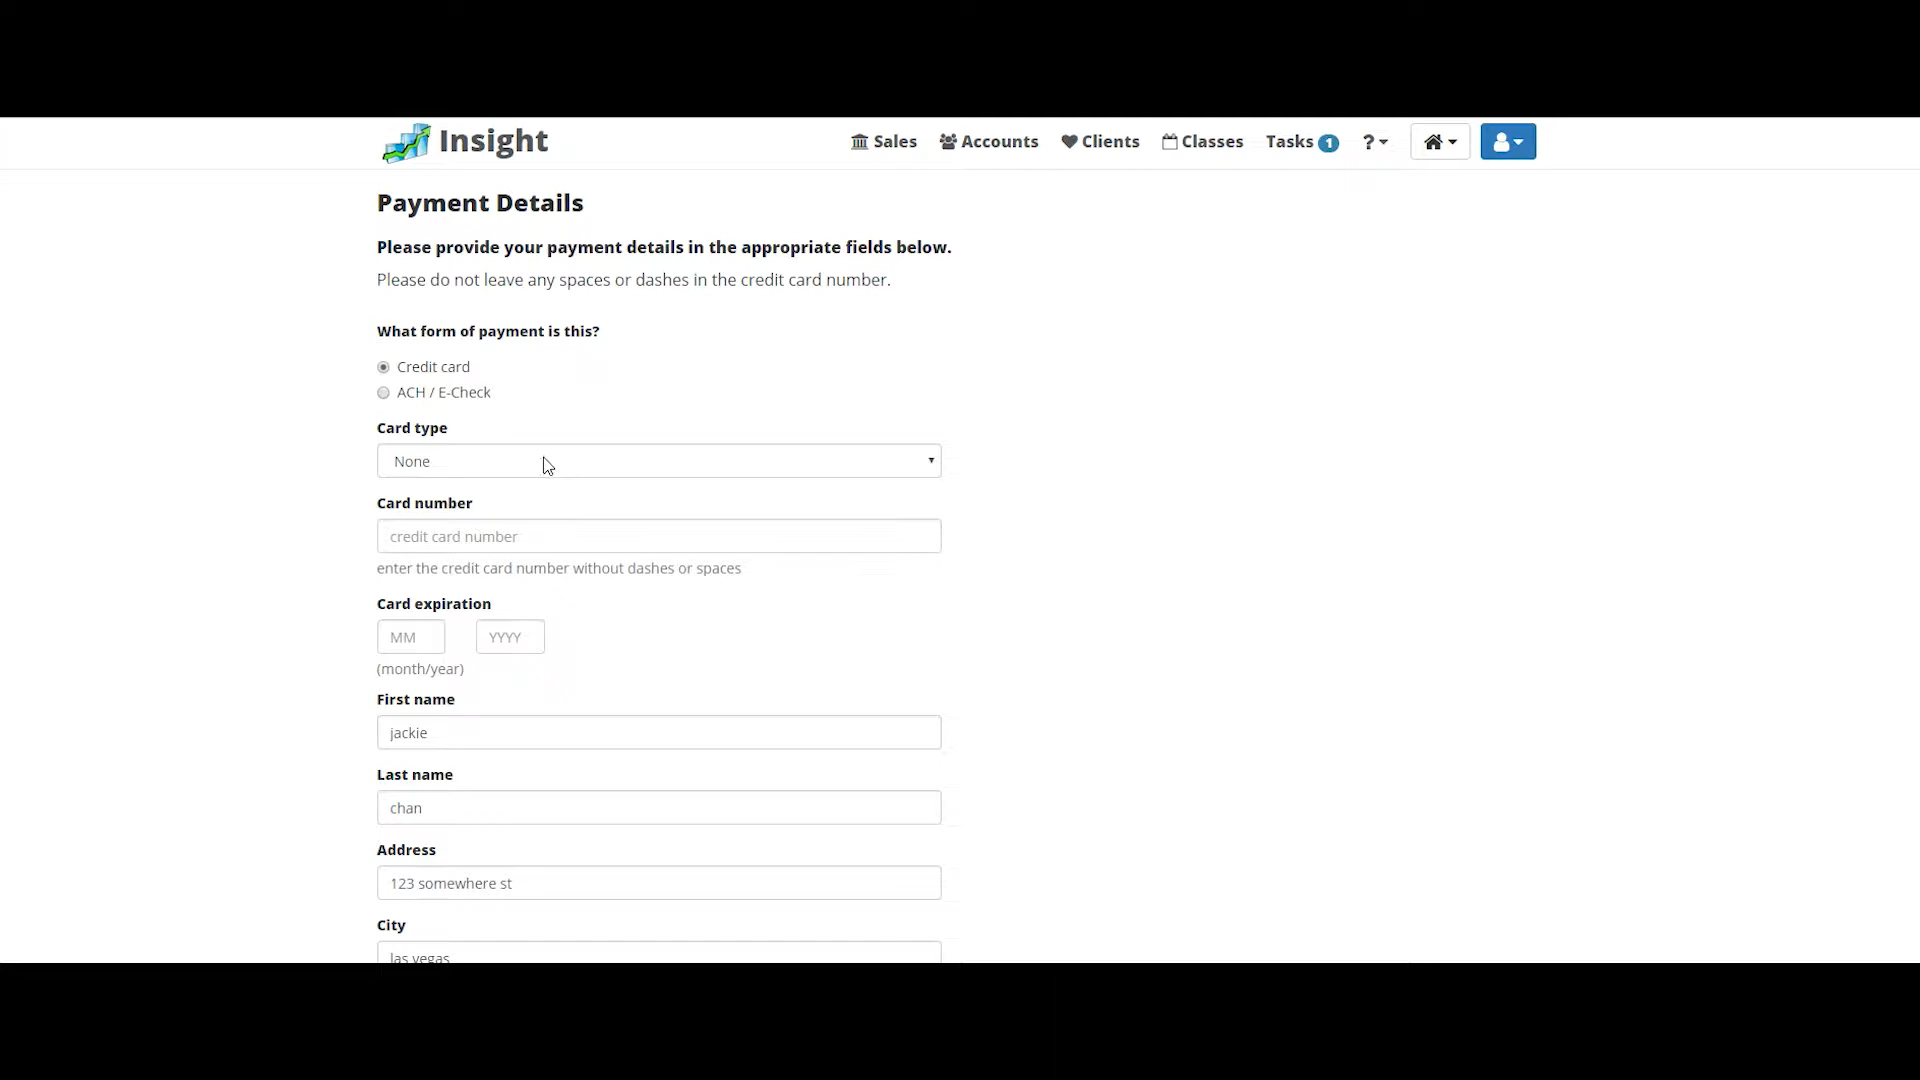 Insight
Sales Accounts Clients Classes Tasks 1 ?
Payment Details
Please provide your payment details in the appropriate fields below.
Please do not leave any spaces or dashes in the credit card number.
What form of payment is this?
Credit card
ACH / E-Check
Card type
None
Card number
credit card number
enter the credit card number without dashes or spaces
Card expiration
MM YYYY
(month/year)
First name
jackie
Last name
chan
Address
123 somewhere st
City
las vegas